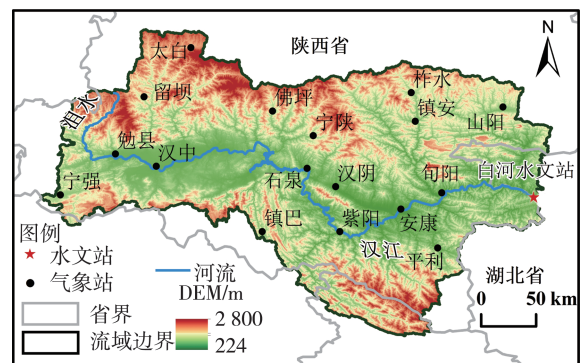 陕西省
N
太白
留坝
佛坪
柞水
镇安
山阳
宁陕
沮水
勉县
汉中
石泉
汉阴
旬阳
白河水文站
宁强
镇巴
紫阳
安康
汉江
平利
湖北省
图例
水文站
气象站
河流
DEM/m
省界
流域边界
2 800
224
0 50 km